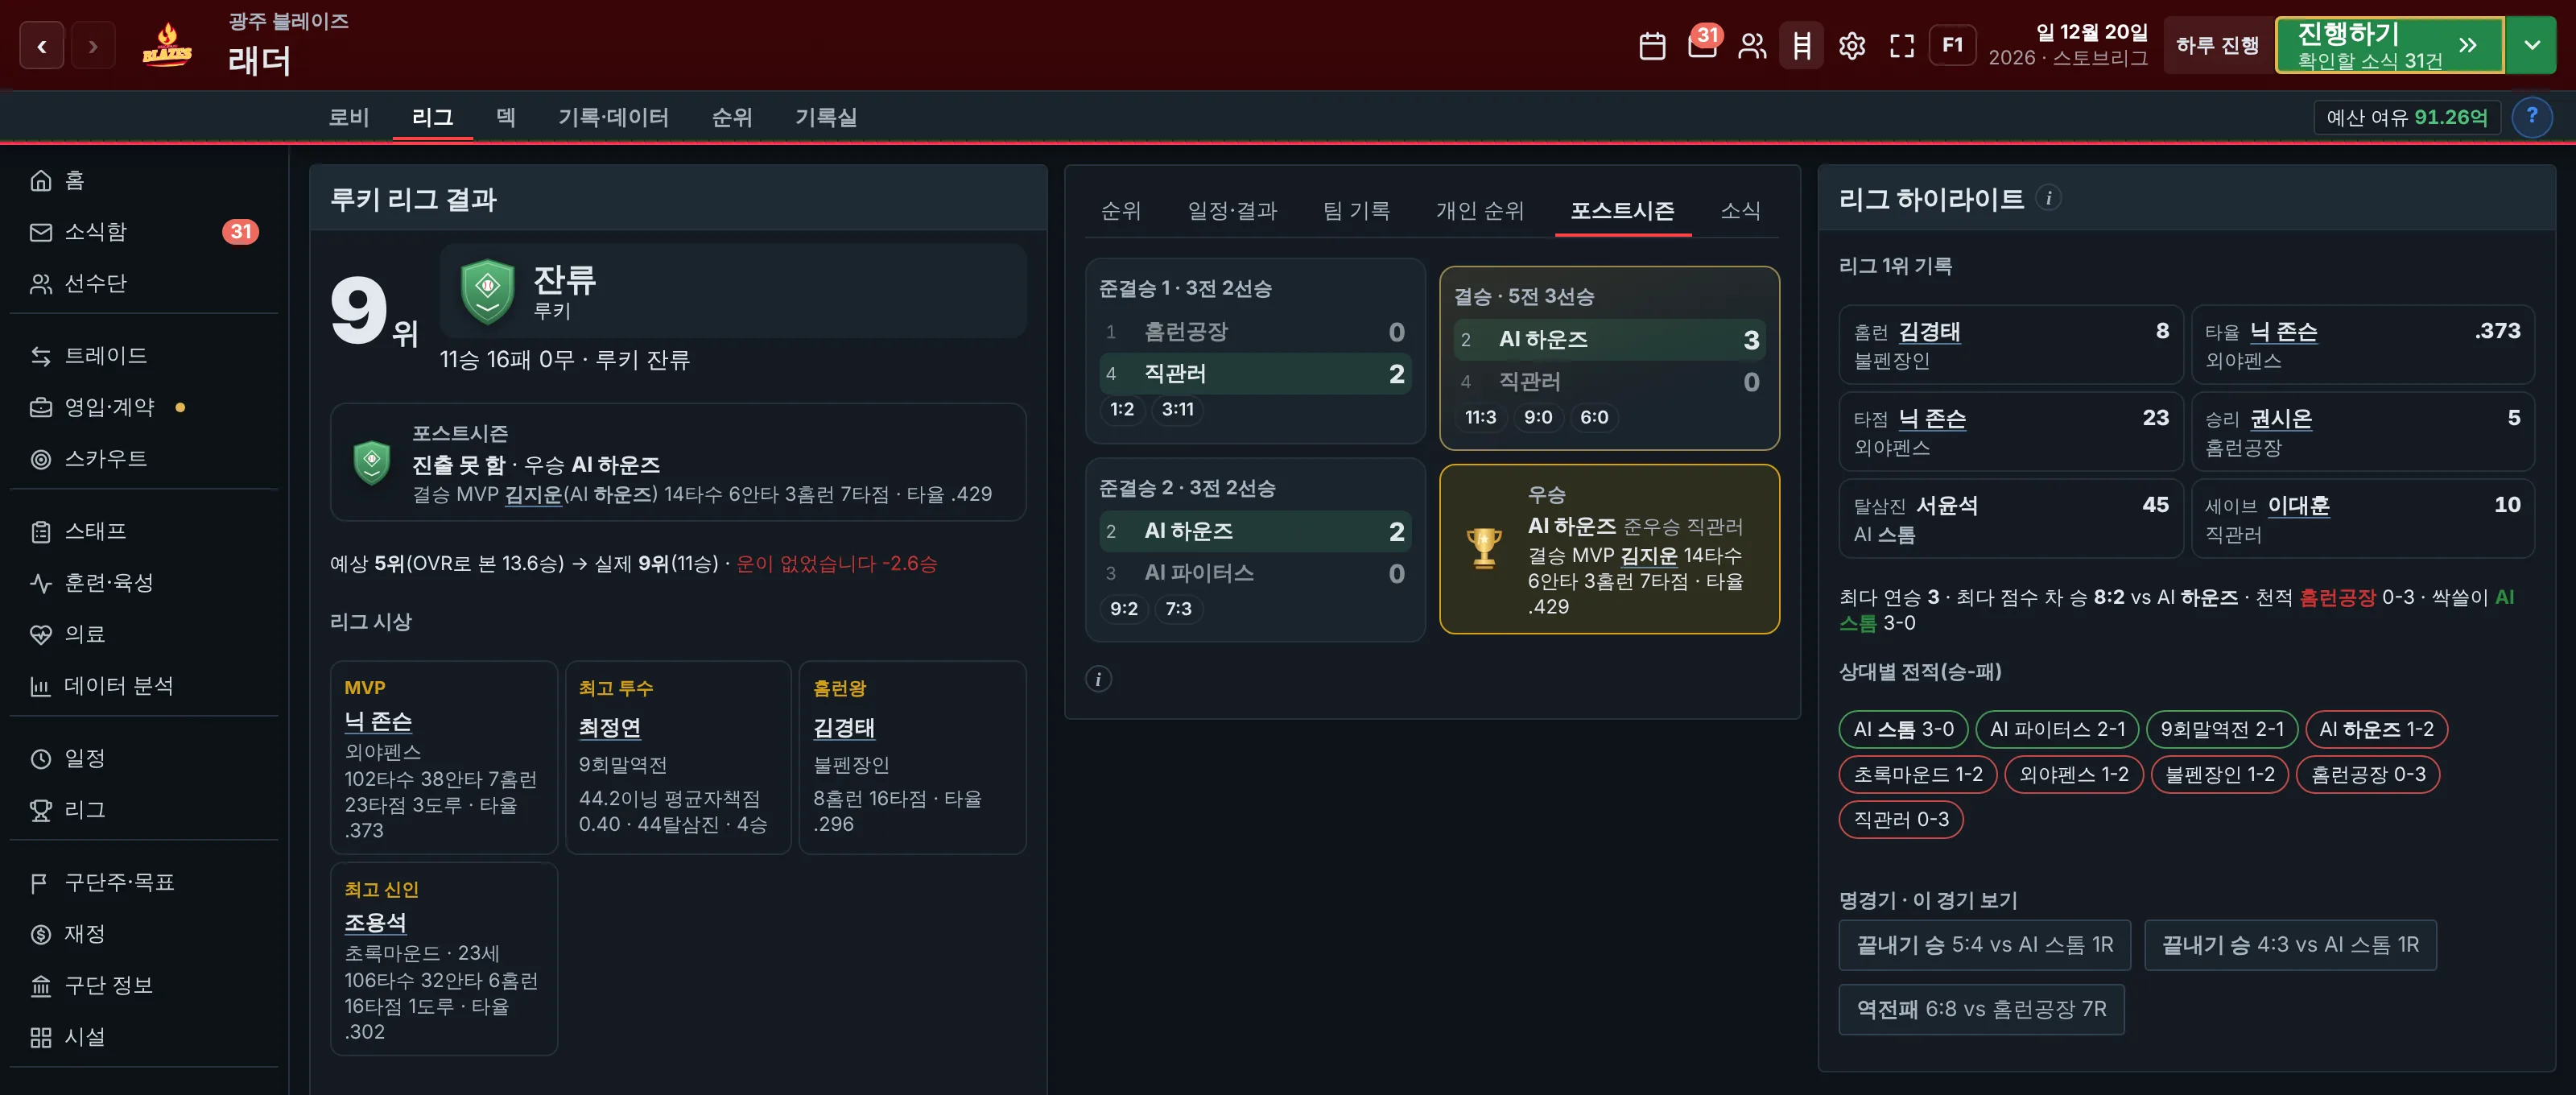 광주 블레이즈
래더
BLAZES
31
F1
일 12월 20일
2026 · 스토브리그
하루 진행
진행하기
확인할 소식 31건
로비
리그
덱
기록·데이터
순위
기록실
예산 여유 91.26억
?
홈
소식함
31
선수단
트레이드
영입·계약
스카우트
스태프
훈련·육성
의료
데이터 분석
일정
리그
구단주·목표
재정
구단 정보
시설
루키 리그 결과
9위
잔류
루키
11승 16패 0무 · 루키 잔류
포스트시즌
진출 못 함 · 우승 AI 하운즈
결승 MVP 김지운(AI 하운즈) 14타수 6안타 3홈런 7타점 · 타율 .429
예상 5위(OVR로 본 13.6승) → 실제 9위(11승) · 운이 없었습니다 -2.6승
리그 시상
MVP
닉 존슨
외야펜스
102타수 38안타 7홈런
23타점 3도루 · 타율
.373
최고 투수
최정연
9회말역전
44.2이닝 평균자책점
0.40 · 44탈삼진 · 4승
홈런왕
김경태
불펜장인
8홈런 16타점 · 타율
.296
최고 신인
조용석
초록마운드 · 23세
106타수 32안타 6홈런
16타점 1도루 · 타율
.302
순위
일정·결과
팀 기록
개인 순위
포스트시즌
소식
준결승 1 · 3전 2선승
1 홈런공장 0
4 직관러 2
1:2 3:11
준결승 2 · 3전 2선승
2 AI 하운즈 2
3 AI 파이터스 0
9:2 7:3
결승 · 5전 3선승
2 AI 하운즈 3
4 직관러 0
11:3 9:0 6:0
우승
AI 하운즈 준우승 직관러
결승 MVP 김지운 14타수
6안타 3홈런 7타점 · 타율
.429
i
리그 하이라이트 i
리그 1위 기록
홈런 김경태 8
불펜장인
타율 닉 존슨 .373
외야펜스
타점 닉 존슨 23
외야펜스
승리 권시온 5
홈런공장
탈삼진 서윤석 45
AI 스톰
세이브 이대훈 10
직관러
최다 연승 3 · 최다 점수 차 승 8:2 vs AI 하운즈 · 천적 홈런공장 0-3 · 싹쓸이 AI
스톰 3-0
상대별 전적(승-패)
AI 스톰 3-0
AI 파이터스 2-1
9회말역전 2-1
AI 하운즈 1-2
초록마운드 1-2
외야펜스 1-2
불펜장인 1-2
홈런공장 0-3
직관러 0-3
명경기 · 이 경기 보기
끝내기 승 5:4 vs AI 스톰 1R
끝내기 승 4:3 vs AI 스톰 1R
역전패 6:8 vs 홈런공장 7R